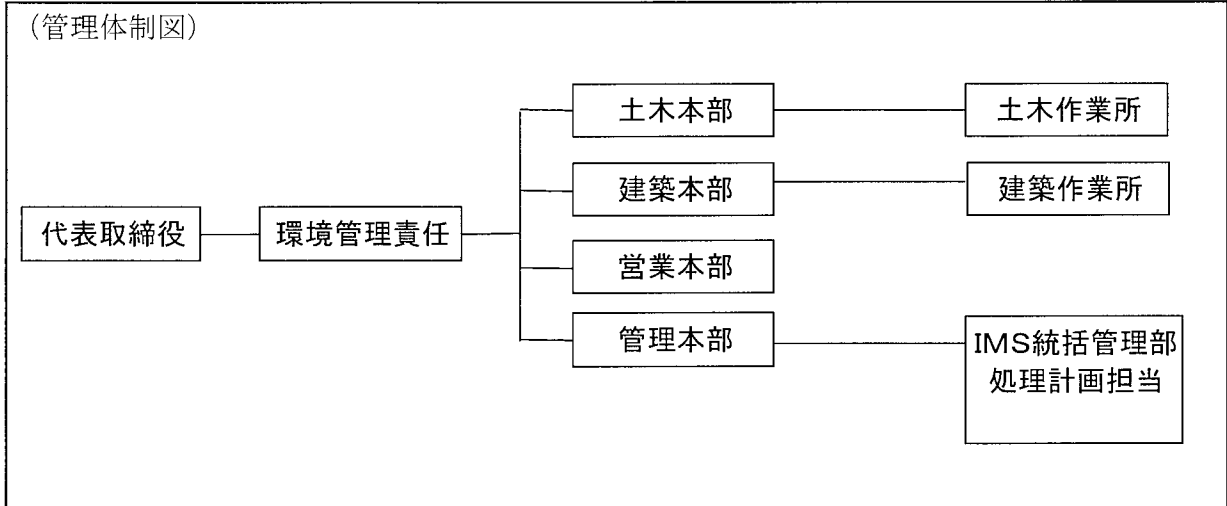 (管理体制図)
土木本部
土木作業所
建築本部
建築作業所
代表取締役
環境管理責任
営業本部
管理本部
IMS統括管理部
処理計画担当